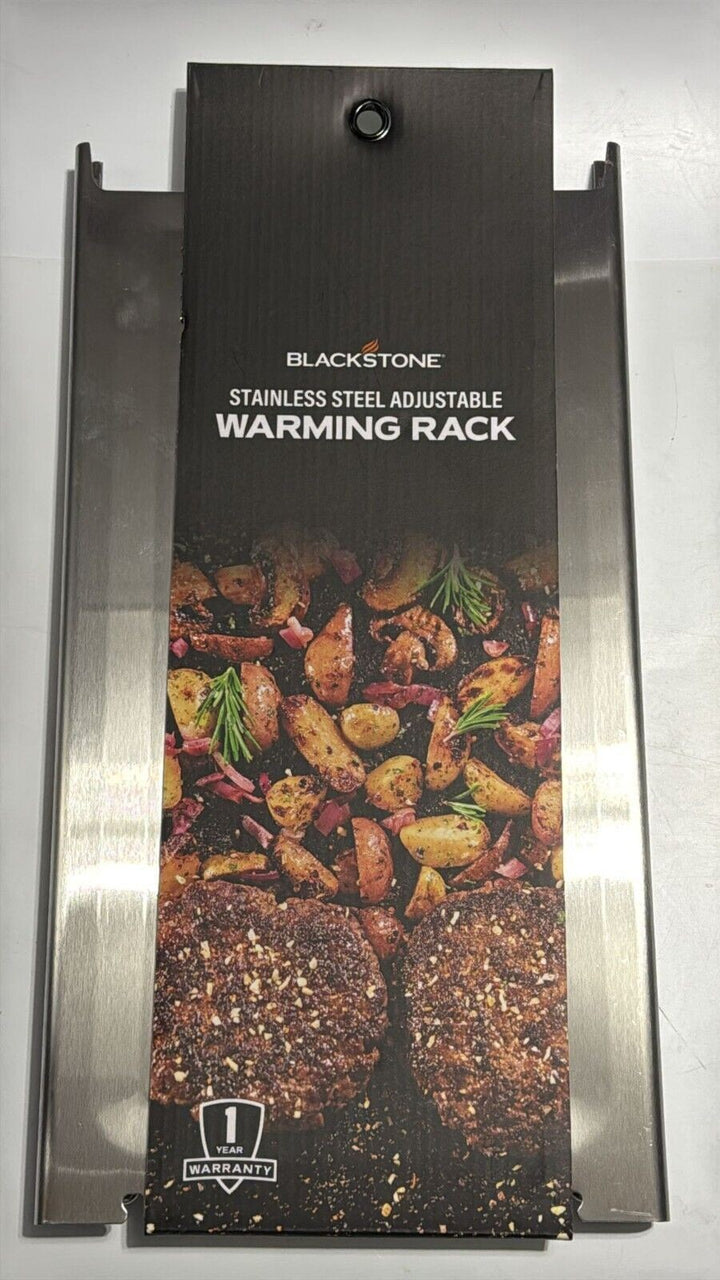 BLACKSTONE
STAINLESS STEEL ADJUSTABLE
WARMING RACK
1
YEAR
WARRANTY